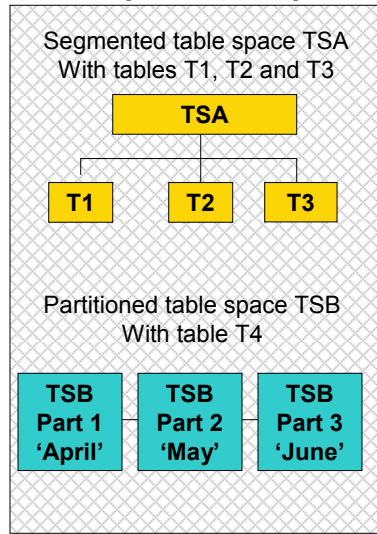 Segmented table space TSA
With tables T1, T2 and T3
TSA
T1 T2 T3
Partitioned table space TSB
With table T4
TSB TSB TSB
Part 1 Part 2 Part 3
‘April’ ‘May’ ‘June’